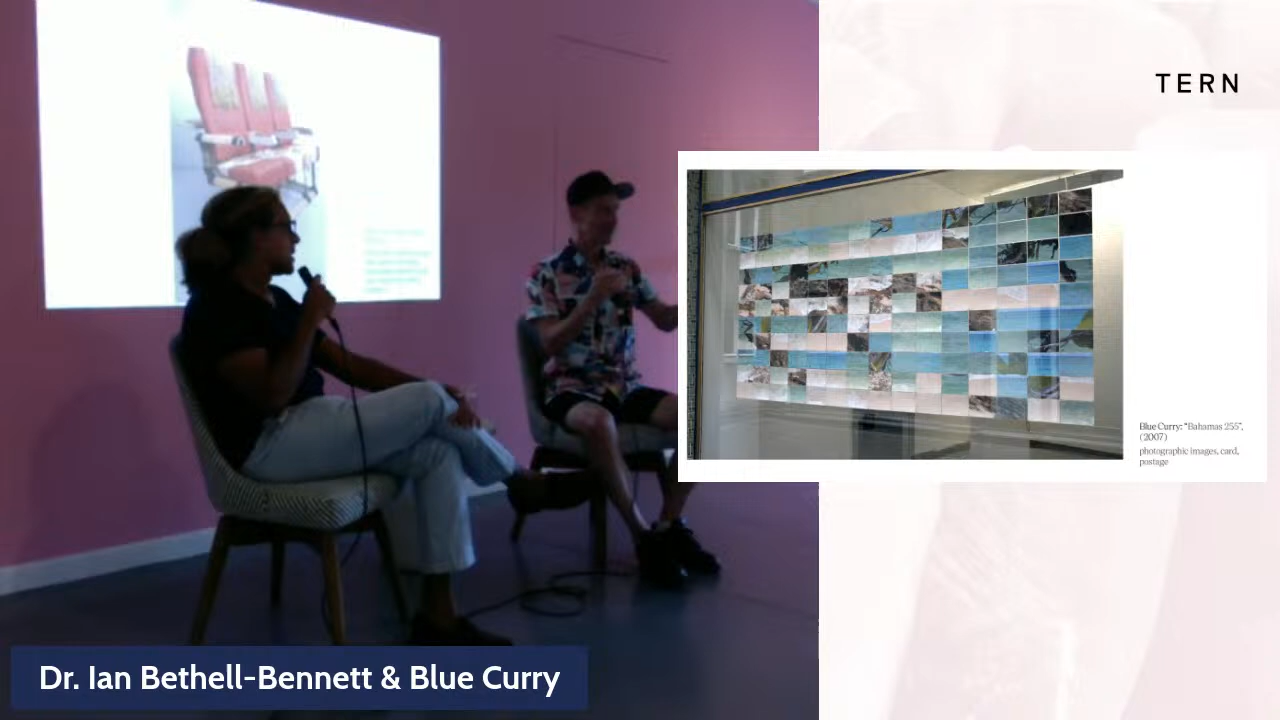 TERN
Blue Curry: "Bahamas 255",
(2007)
photographic images, card,
postage
Dr. Ian Bethell-Bennett & Blue Curry